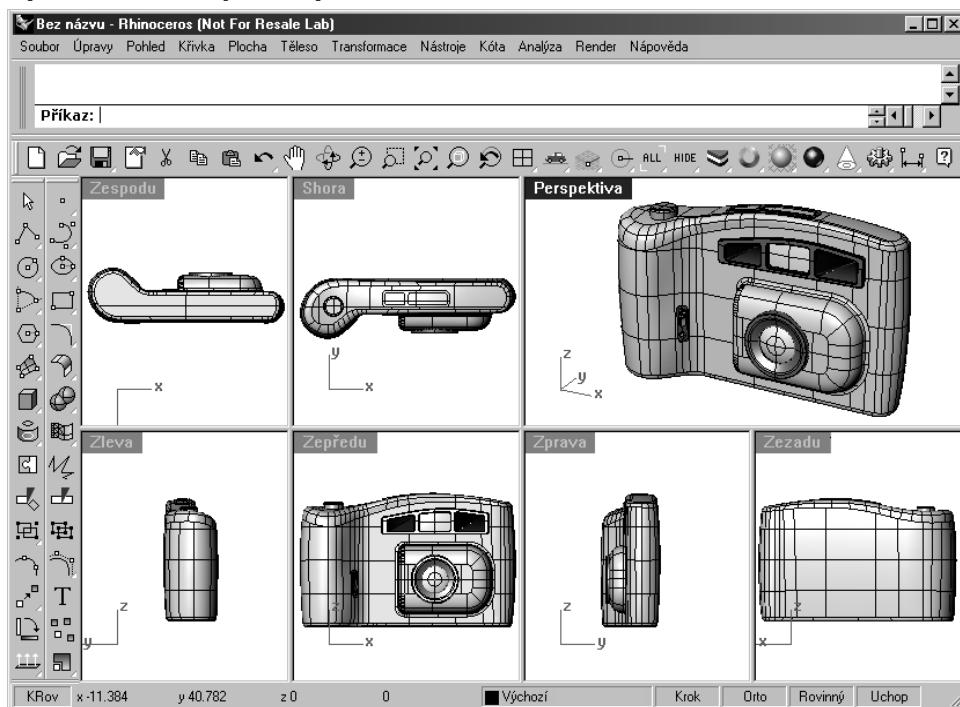 Bez názvu - Rhinoceros (Not For Resale Lab)
Soubor Úpravy Pohled Křivka Plocha Těleso Transformace Nástroje Kóta Analýza Render Nápověda
Příkaz:
ALL HIDE
Zespodu Shora Perspektiva
x
y
x
z
y
x
T
Zleva Zepředu Zprava Zezadu
z
y
z
x
z
y
z
x
KRov x -11.384 y 40.782 z 0 0 Výchozí Krok Orto Rovinný Uchop